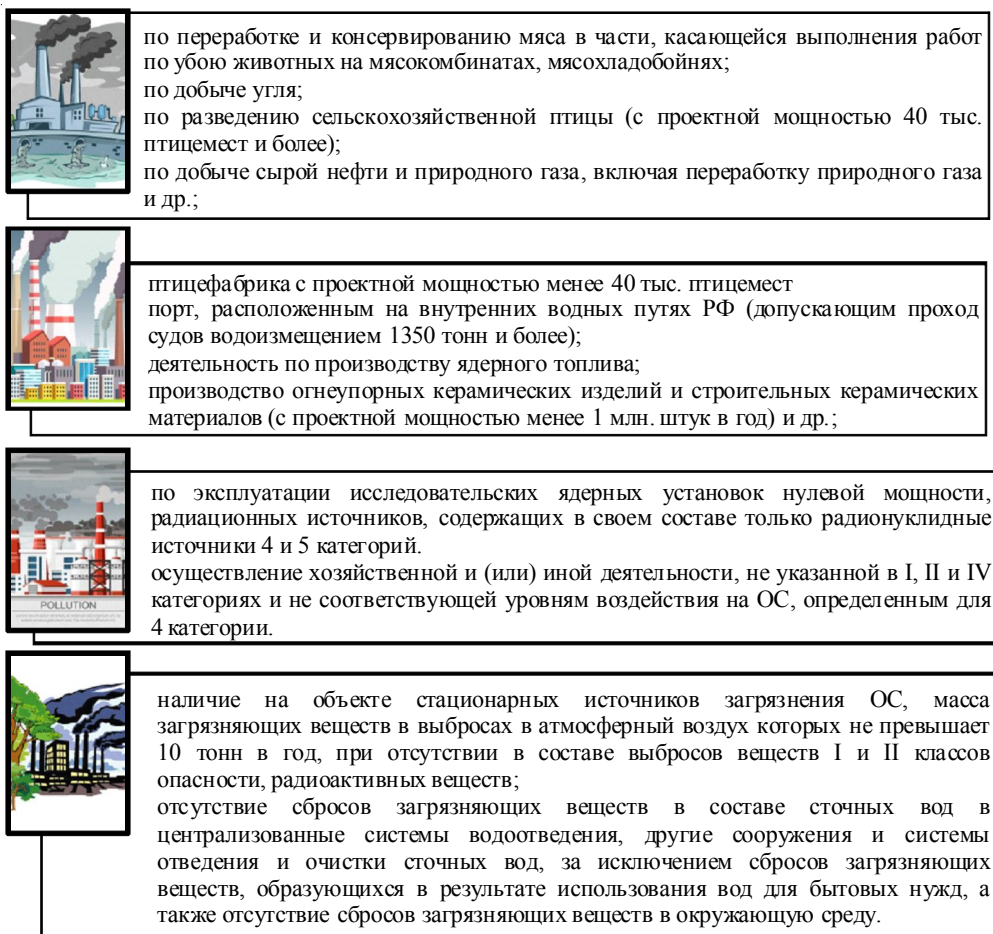 по переработке и консервированию мяса в части, касающейся выполнения работ
по убою животных на мясокомбинатах, мясохладобойнях;
по добыче угля;
по разведению сельскохозяйственной птицы (с проектной мощностью 40 тыс.
птицемест и более);
по добыче сырой нефти и природного газа, включая переработку природного газа
и др.;
птицефабрика с проектной мощностью менее 40 тыс. птицемест
порт, расположенным на внутренних водных путях РФ (допускающим проход
судов водоизмещением 1350 тонн и более);
деятельность по производству ядерного топлива;
производство огнеупорных керамических изделий и строительных керамических
материалов (с проектной мощностью менее 1 млн. штук в год) и др.;
по эксплуатации исследовательских ядерных установок нулевой мощности,
радиационных источников, содержащих в своем составе только радионуклидные
источники 4 и 5 категорий.
осуществление хозяйственной и (или) иной деятельности, не указанной в I, II и IV
категориях и не соответствующей уровням воздействия на ОС, определенным для
4 категории.
POLLUTION
наличие на объекте стационарных источников загрязнения ОС, масса
загрязняющих веществ в выбросах в атмосферный воздух которых не превышает
10 тонн в год, при отсутствии в составе выбросов веществ I и II классов
опасности, радиоактивных веществ;
отсутствие сбросов загрязняющих веществ в составе сточных вод в
централизованные системы водоотведения, другие сооружения и системы
отведения и очистки сточных вод, за исключением сбросов загрязняющих
веществ, образующихся в результате использования вод для бытовых нужд, а
также отсутствие сбросов загрязняющих веществ в окружающую среду.